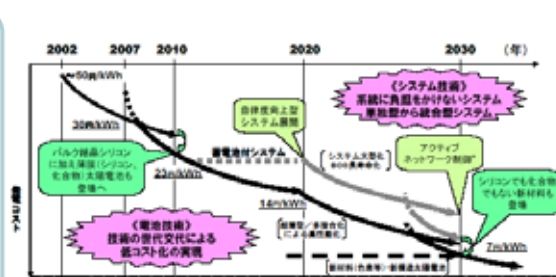 2002 2007 2010 2020 2030 (年)
~50円/kWh
《システム技術》
系統に負担をかけないシステム
単独型から統合型システム
自律度向上型
システム展開
30円/kWh
アクティブ
ネットワーク制御
バルク結晶シリコン
に加え薄膜(シリコン、
化合物)太陽電池も
登場へ
蓄電池付システム
シリコンでも化合物
でもない新材料も
登場
23円/kWh
14円/kWh
《電池技術》
技術の世代交代による
低コスト化の実現
7円/kWh